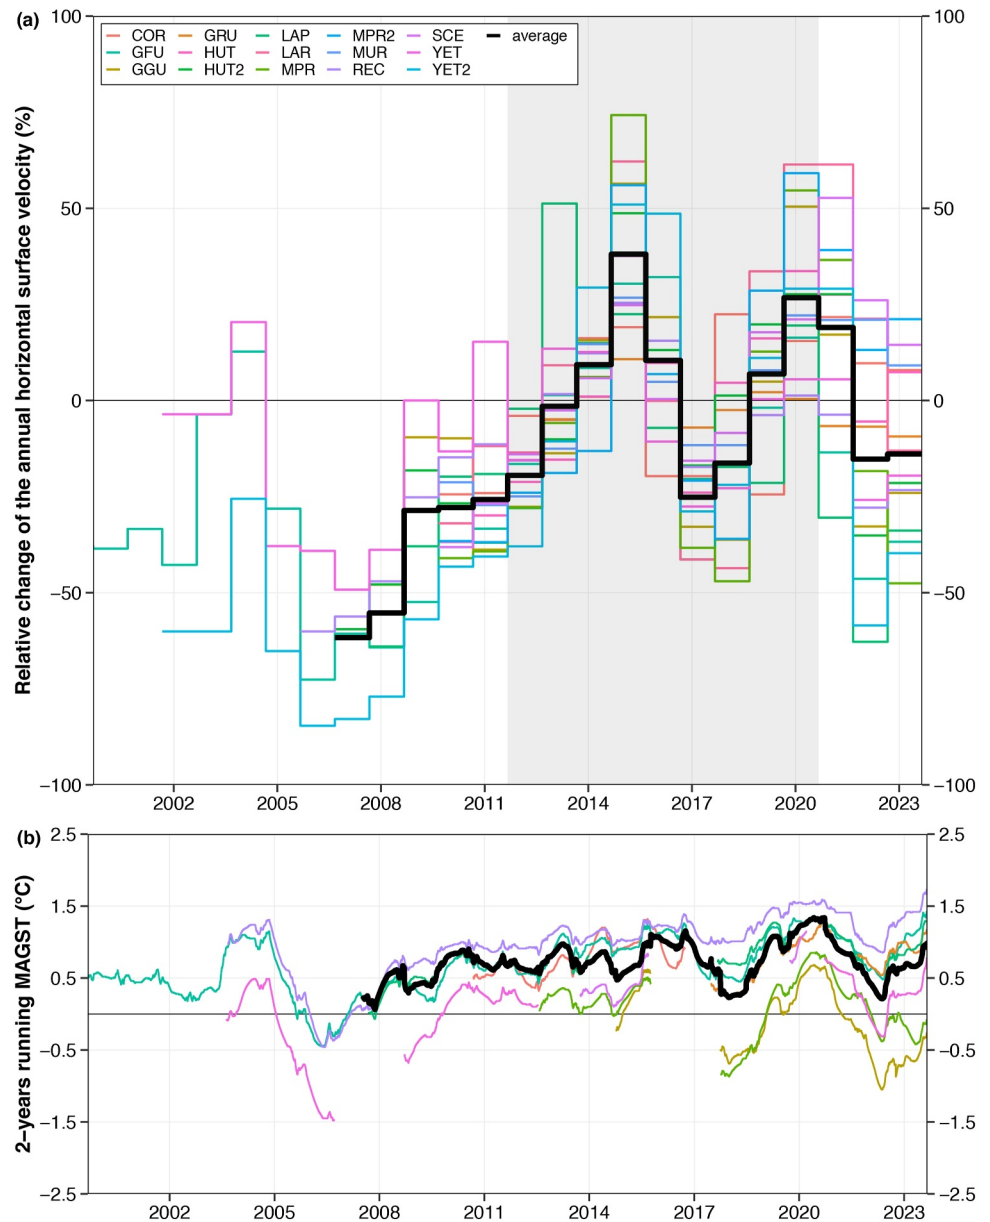 (a)
COR GRU LAP MPR2 SCE average
GFU HUT LAR MUR YET
GGU HUT2 MPR REC YET2
Relative change of the annual horizontal surface velocity (%)
100 100
50 50
0 0
−50 −50
−100 −100
2002 2005 2008 2011 2014 2017 2020 2023
(b)
2−years running MAGST (°C)
2.5 2.5
1.5 1.5
0.5 0.5
−0.5 −0.5
−1.5 −1.5
−2.5 −2.5
2002 2005 2008 2011 2014 2017 2020 2023